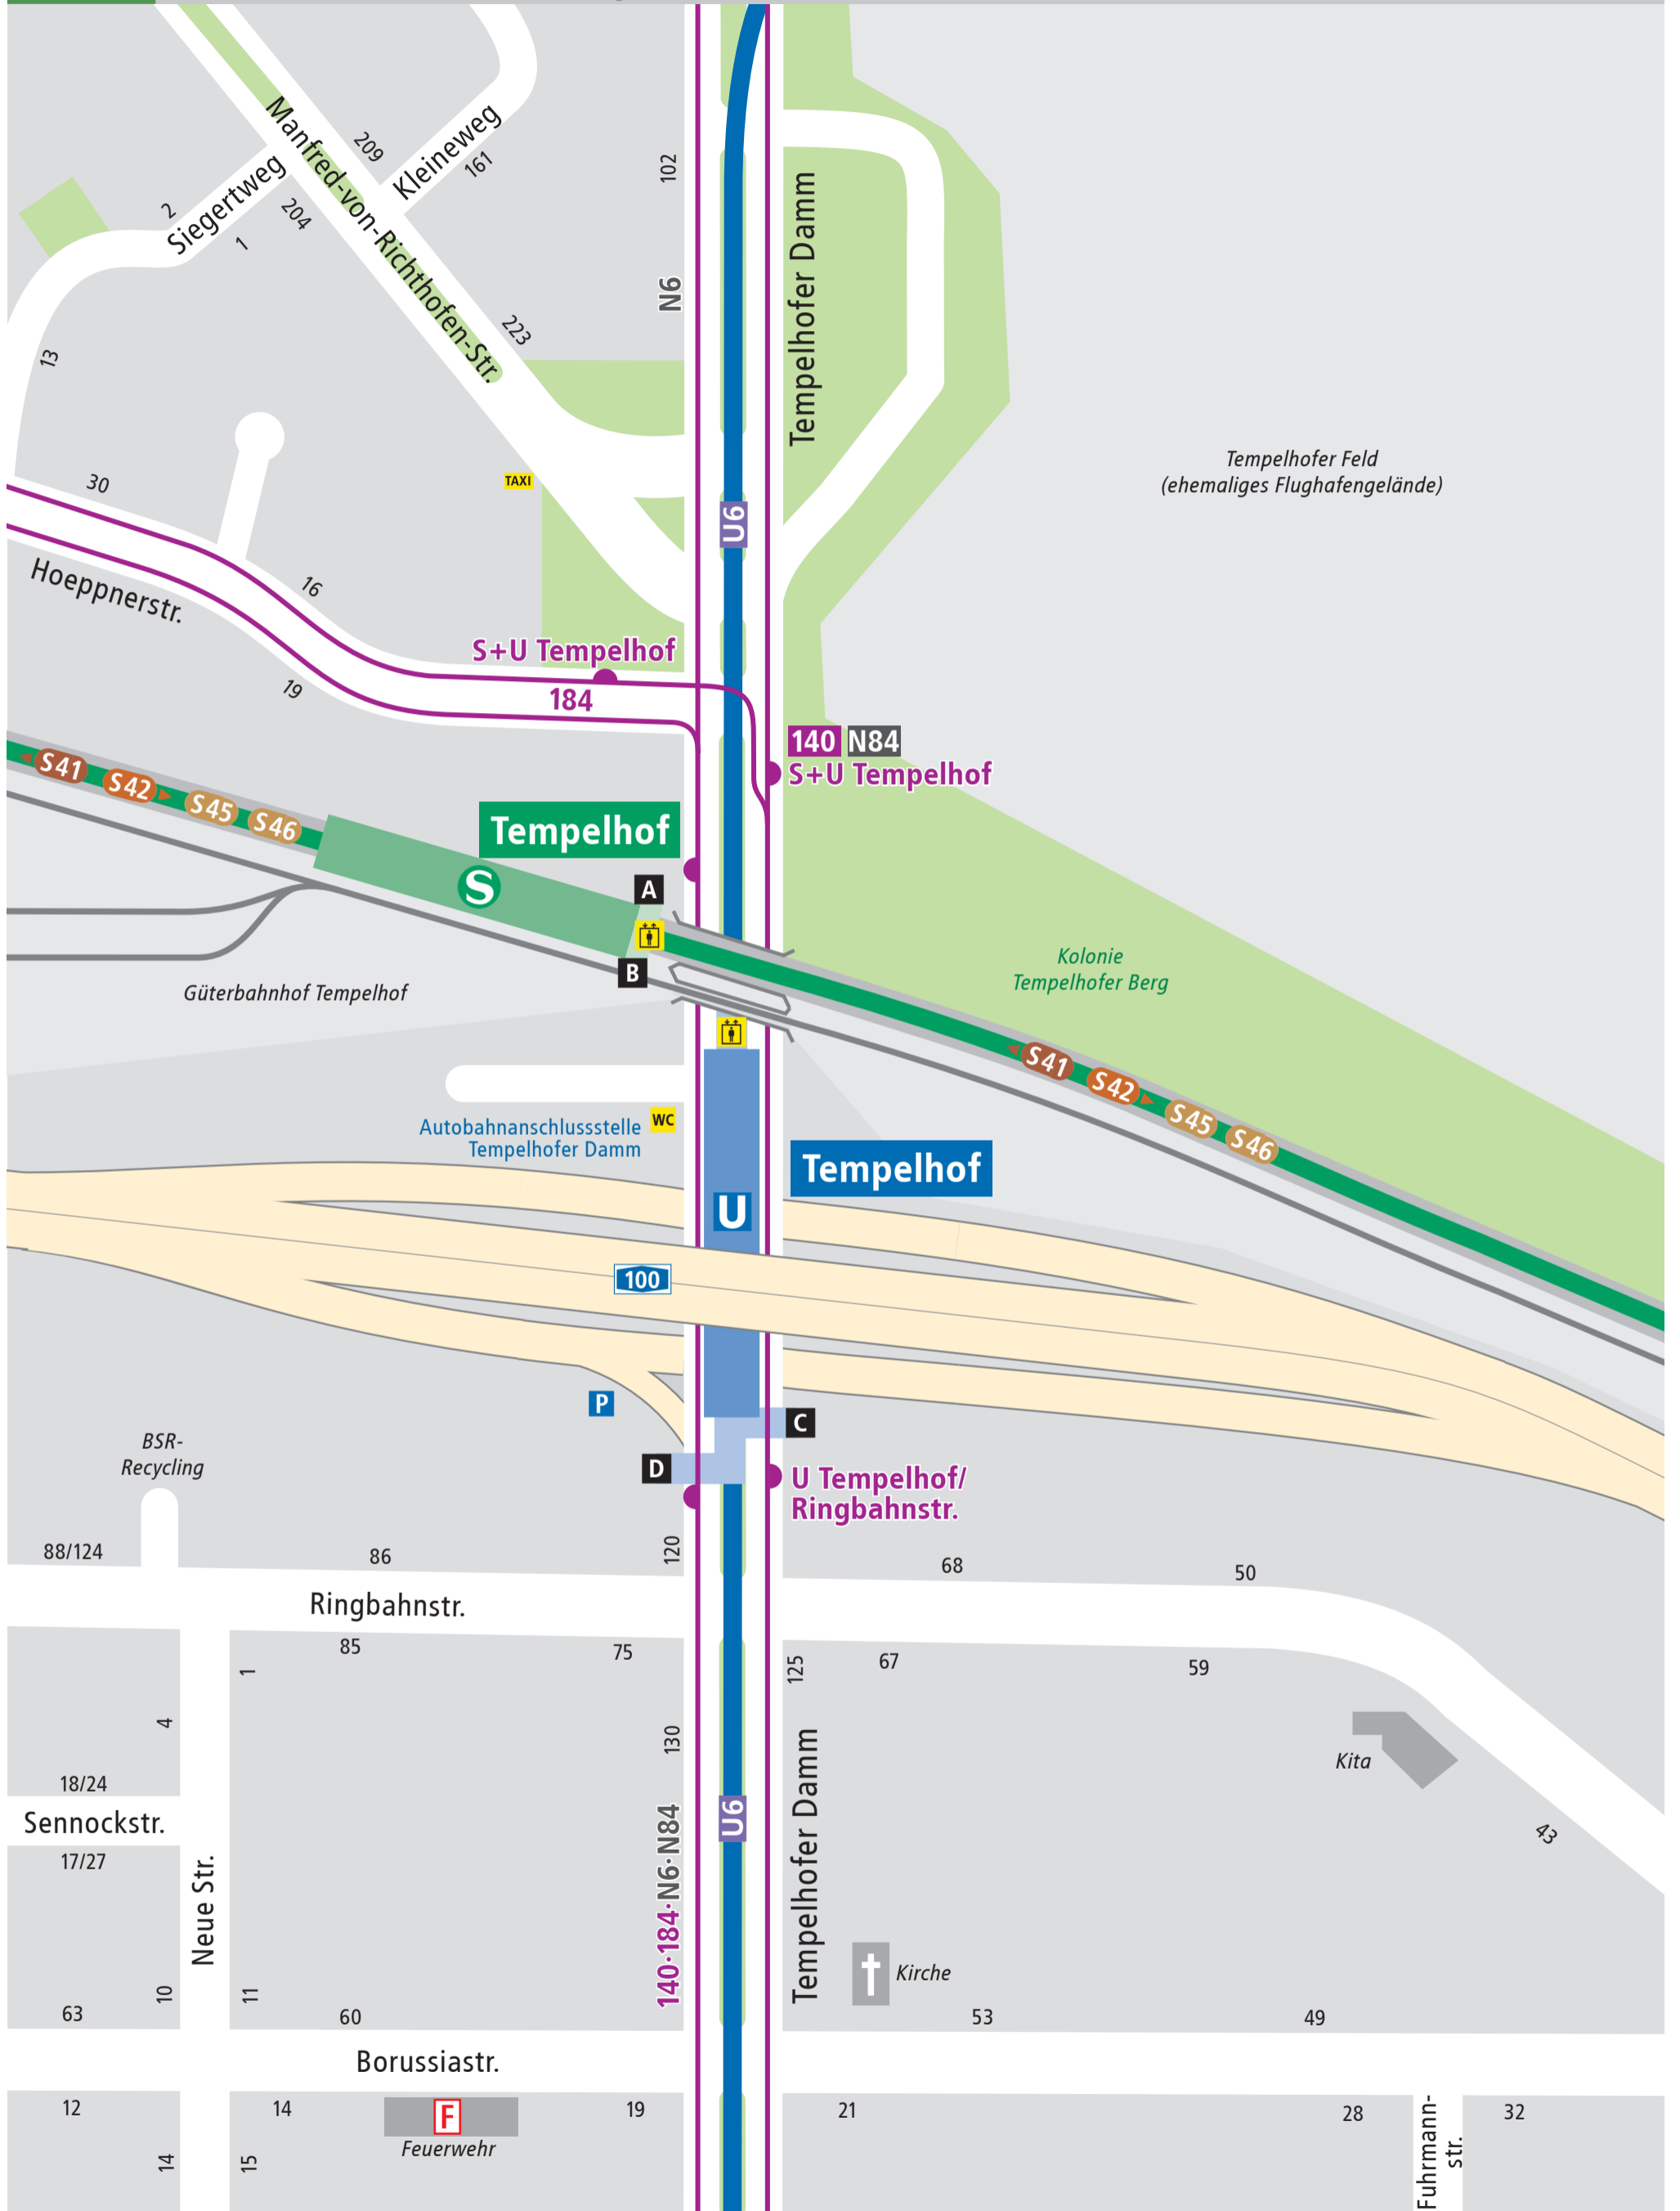 Manfred-von-Richthofen-Str.
209
Kleineweg
161
Siegertweg
2
1
204
223
13
102
N6
Tempelhofer Damm
Tempelhofer Feld
(ehemaliges Flughafengelände)
TAXI
U6
30
Hoeppnerstr.
16
19
S+U Tempelhof
184
140 N84
S+U Tempelhof
S41
S42
S45
S46
Tempelhof
S
A
B
Güterbahnhof Tempelhof
Kolonie
Tempelhofer Berg
S41
S42
S45
S46
Autobahnanschlussstelle
Tempelhofer Damm
WC
Tempelhof
U
100
P
C
D
U Tempelhof/
Ringbahnstr.
BSR-
Recycling
88/124
86
120
68
50
Ringbahnstr.
85
75
125
67
59
1
4
130
Kita
43
18/24
Sennockstr.
17/27
Neue Str.
140·184·N6·N84
U6
Tempelhofer Damm
Kirche
10
11
63
60
53
49
Borussiastr.
12
14
F
Feuerwehr
19
21
28
32
14
15
Fuhrmann-
str.